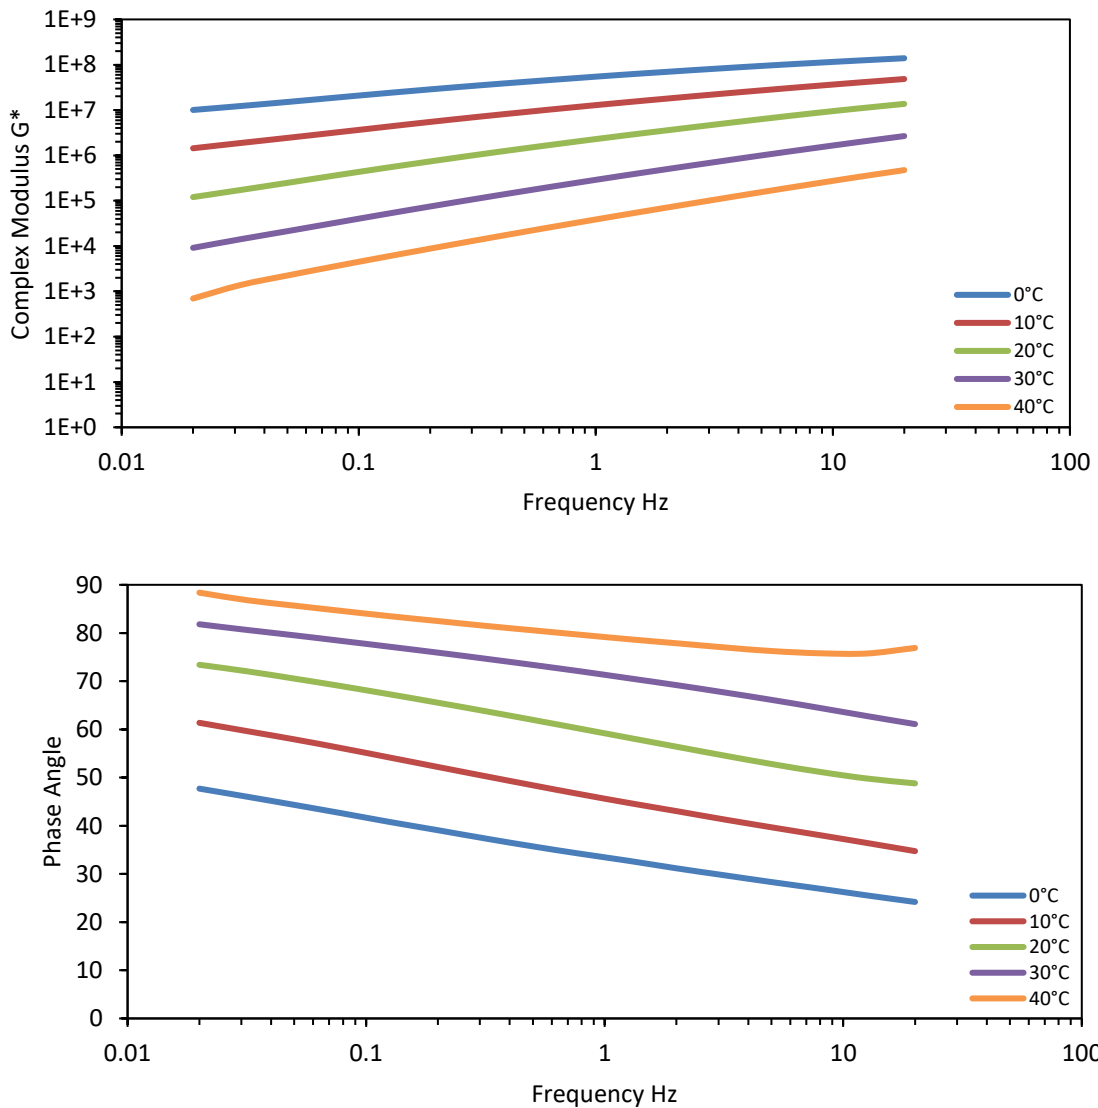 1E+9
1E+8
1E+7
1E+6
1E+5
1E+4
1E+3
1E+2
1E+1
1E+0
Complex Modulus G*
0°C
10°C
20°C
30°C
40°C
0.01 0.1 1 10 100
Frequency Hz
90
80
70
60
50
40
30
20
10
0
Phase Angle
0°C
10°C
20°C
30°C
40°C
0.01 0.1 1 10 100
Frequency Hz